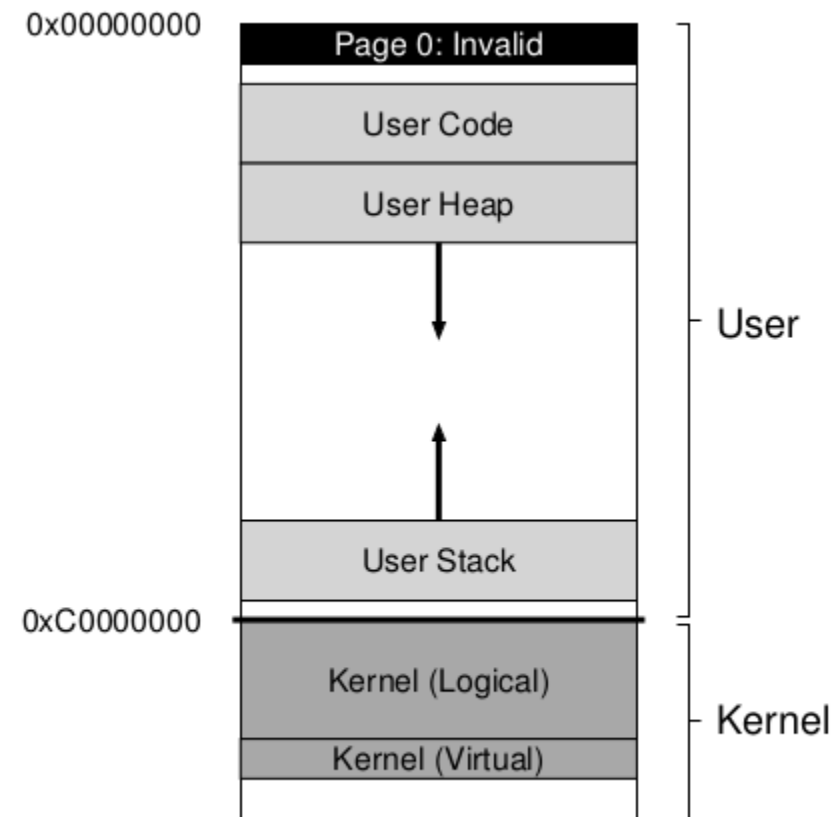 0x00000000
Page 0: Invalid
User Code
User Heap
User
User Stack
0xC0000000
Kernel (Logical)
Kernel
Kernel (Virtual)